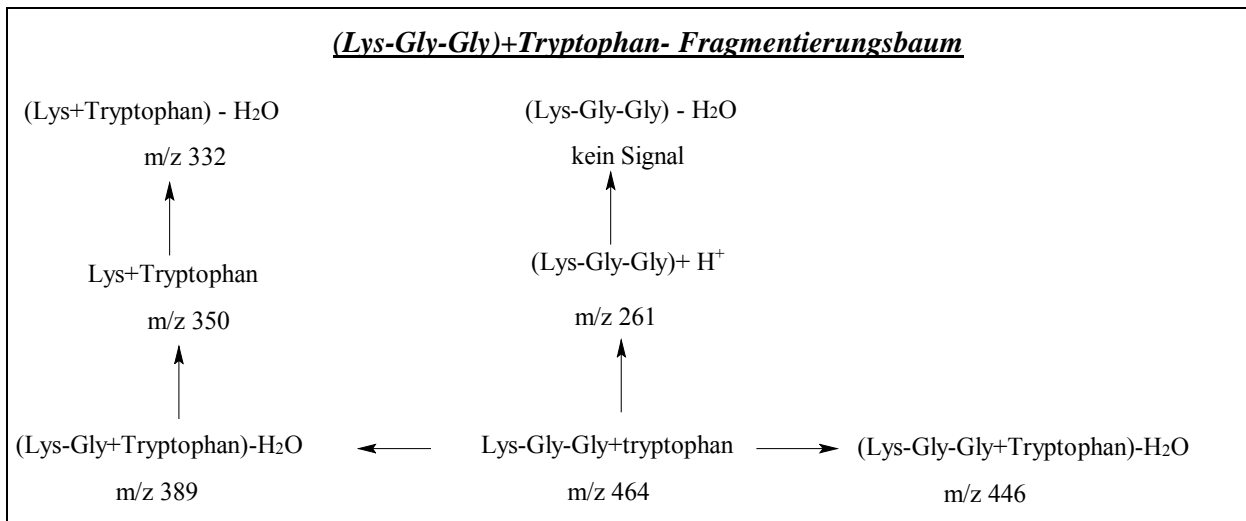 (Lys-Gly-Gly)+Tryptophan- Fragmentierungsbaum
(Lys+Tryptophan) - H2O
(Lys-Gly-Gly) - H2O
m/z 332
kein Signal
Lys+Tryptophan
(Lys-Gly-Gly)+ H+
m/z 350
m/z 261
(Lys-Gly+Tryptophan)-H2O
Lys-Gly-Gly+tryptophan
(Lys-Gly-Gly+Tryptophan)-H2O
m/z 389
m/z 464
m/z 446